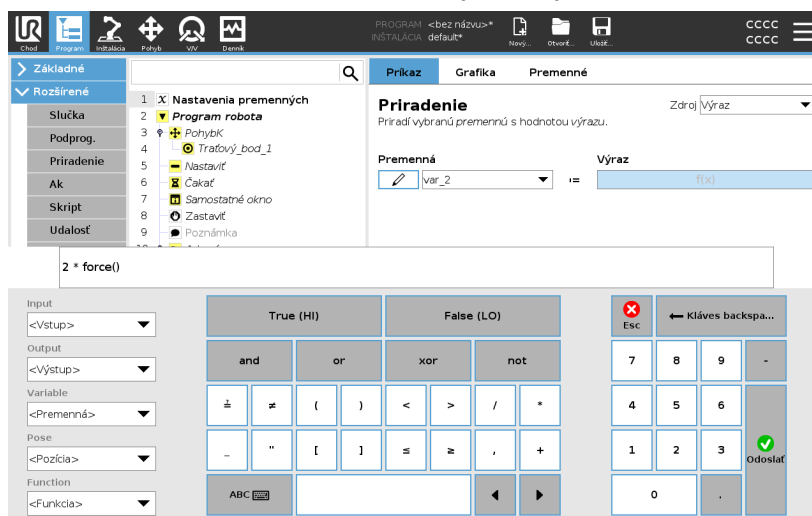 PROGRAM <bez názvu>*
INŠTALÁCIA default*
CCCC
CCCC
Chod Program Inštalácia Pohyb V/V Denník Nový... Otvoriť... Uložiť...
Základné
Rozšírené
Slučka
Podprog.
Priradenie
Ak
Skript
Udalosť
1 X Nastavenia premenných
2 Program robota
3 PohybK
4 Traťový_bod_1
5 Nastaviť
6 Čakať
7 Samostatné okno
8 Zastaviť
9 Poznámka
Príkaz Grafika Premenné
Priradenie
Zdroj Výraz
Priradí vybranú premennú s hodnotou výrazu.
Premenná Výraz
var_2 := f(x)
2 * force()
Input
<Vstup>
Output
<Výstup>
Variable
<Premenná>
Pose
<Pozícia>
Function
<Funkcia>
True (HI) False (LO)
and or xor not
≟ ≠ ( ) < > / *
_ " [ ] ≤ ≥ , +
ABC
Esc Kláves backspa...
7 8 9 -
4 5 6
1 2 3 Odoslať
0 .